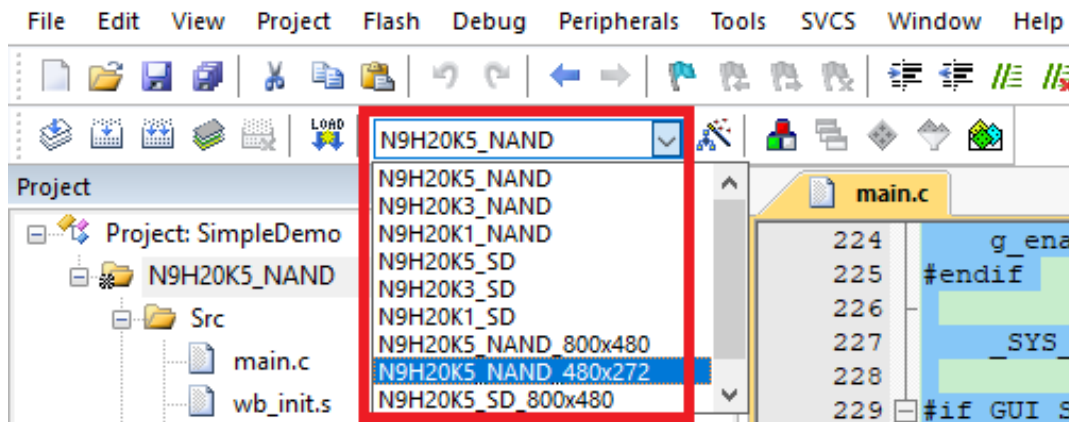 File Edit View Project Flash Debug Peripherals Tools SVCS Window Help
LOAD
N9H20K5_NAND
Project
N9H20K5_NAND
N9H20K3_NAND
N9H20K1_NAND
N9H20K5_SD
N9H20K3_SD
N9H20K1_SD
N9H20K5_NAND_800x480
N9H20K5_NAND_480x272
N9H20K5_SD_800x480
Project: SimpleDemo
N9H20K5_NAND
Src
main.c
wb_init.s
main.c
224 g_ena
225 #endif
226
227 _SYS_
228
229 #if GUI S